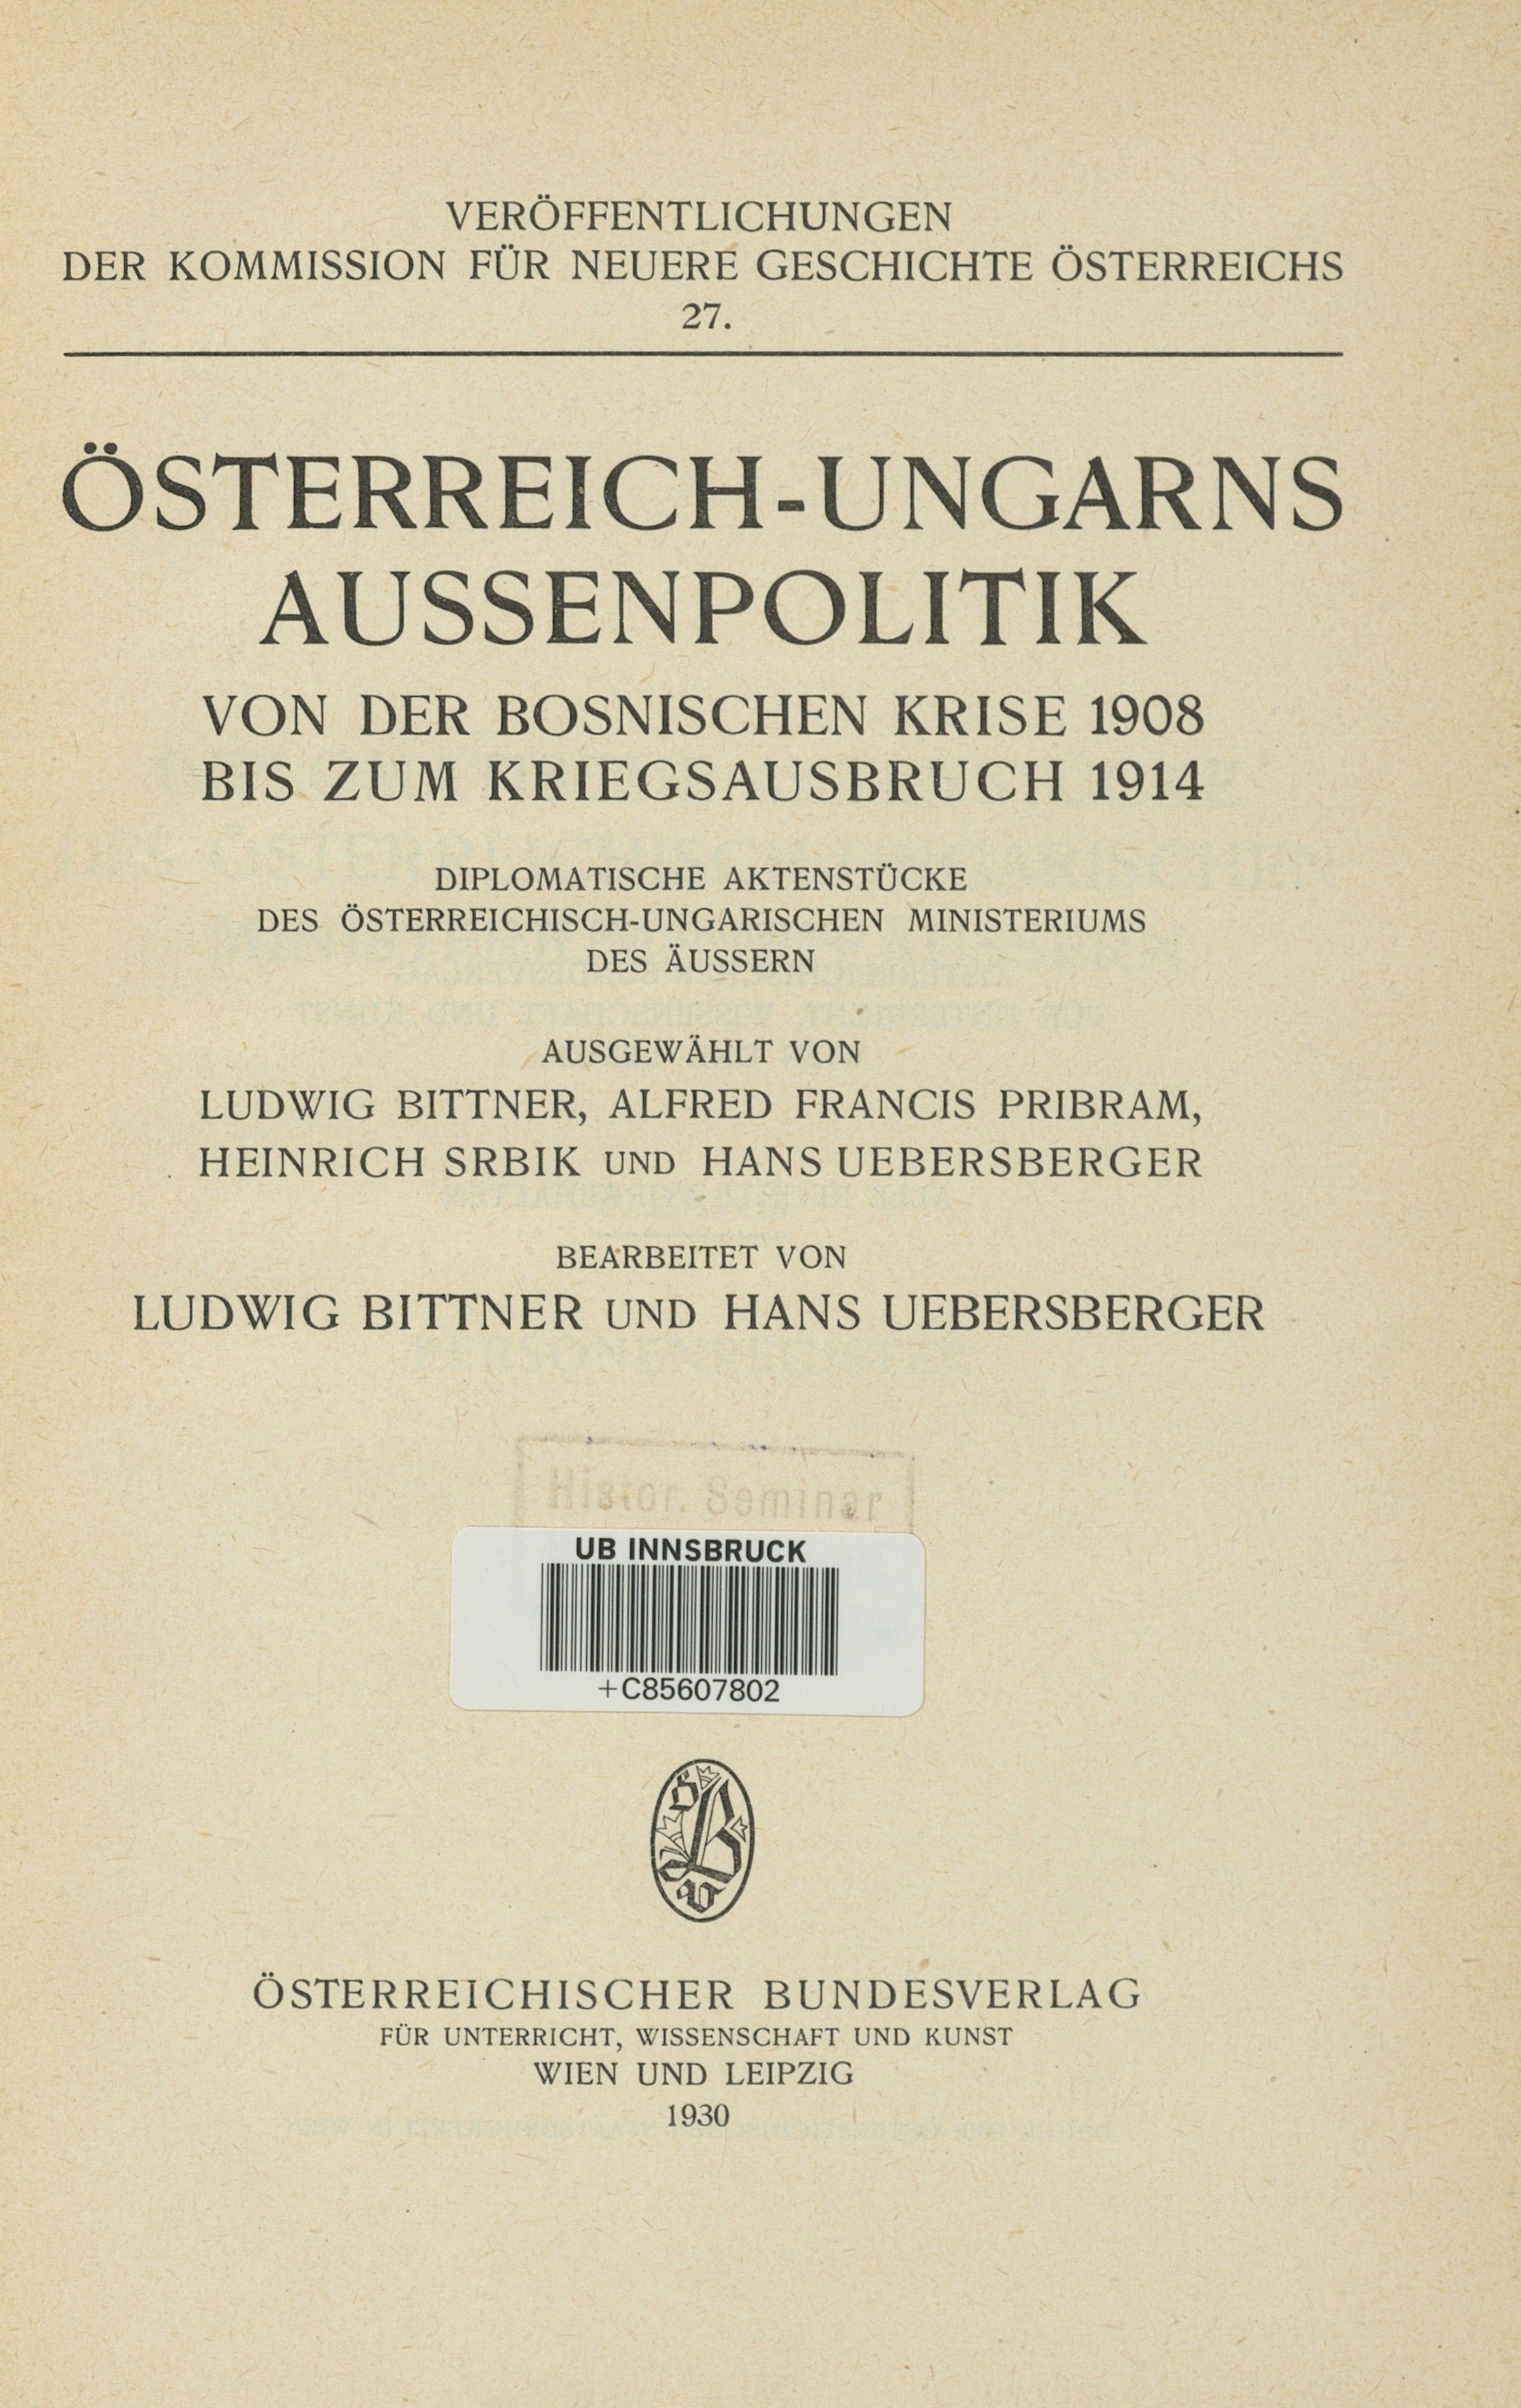 VERÖFFENTLICHUNGEN
DER KOMMISSION FÜR NEUERE GESCHICHTE ÖSTERREICHS
27.
ÖSTERREICH-UNGARNS
AUSSENPOLITIK
VON DER BOSNISCHEN KRISE 1908
BIS ZUM KRIEGSAUSBRUCH 1914
DIPLOMATISCHE AKTENSTÜCKE
DES ÖSTERREICHISCH-UNGARISCHEN MINISTERIUMS
DES ÄUSSERN
AUSGEWÄHLT VON
LUDWIG BITTNER, ALFRED FRANCIS PRIBRAM,
HEINRICH SRBIK UND HANS UEBERSBERGER
BEARBEITET VON
LUDWIG BITTNER UND HANS UEBERSBERGER
Histor. Seminar
UB INNSBRUCK
+C85607802
ÖSTERREICHISCHER BUNDESVERLAG
FÜR UNTERRICHT, WISSENSCHAFT UND KUNST
WIEN UND LEIPZIG
1930